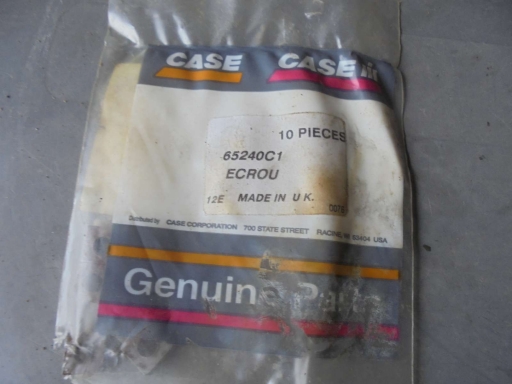 CASE CASE IH
10 PIECES
65240C1
ECROU
12E MADE IN U K.
Distributed by CASE CORPORATION 700 STATE STREET RACINE, WI 53404 USA
Genuine Parts